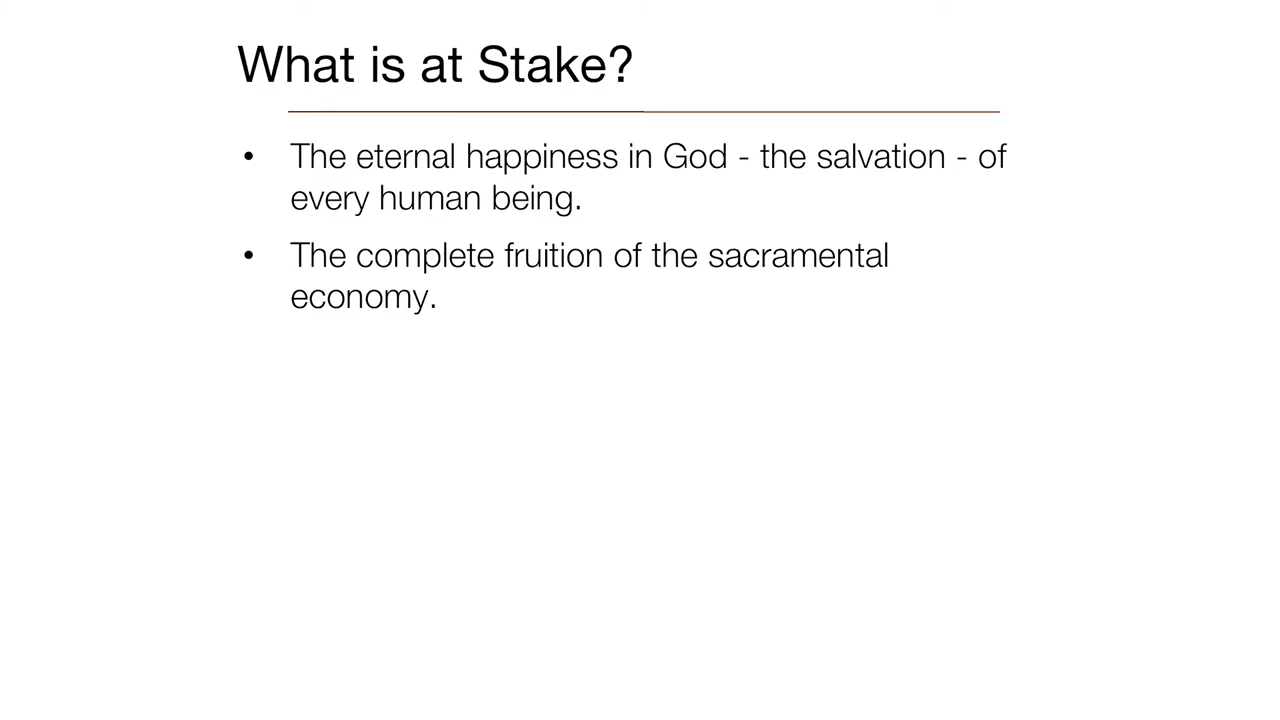 What is at Stake?
• The eternal happiness in God - the salvation - of
every human being.
• The complete fruition of the sacramental
economy.